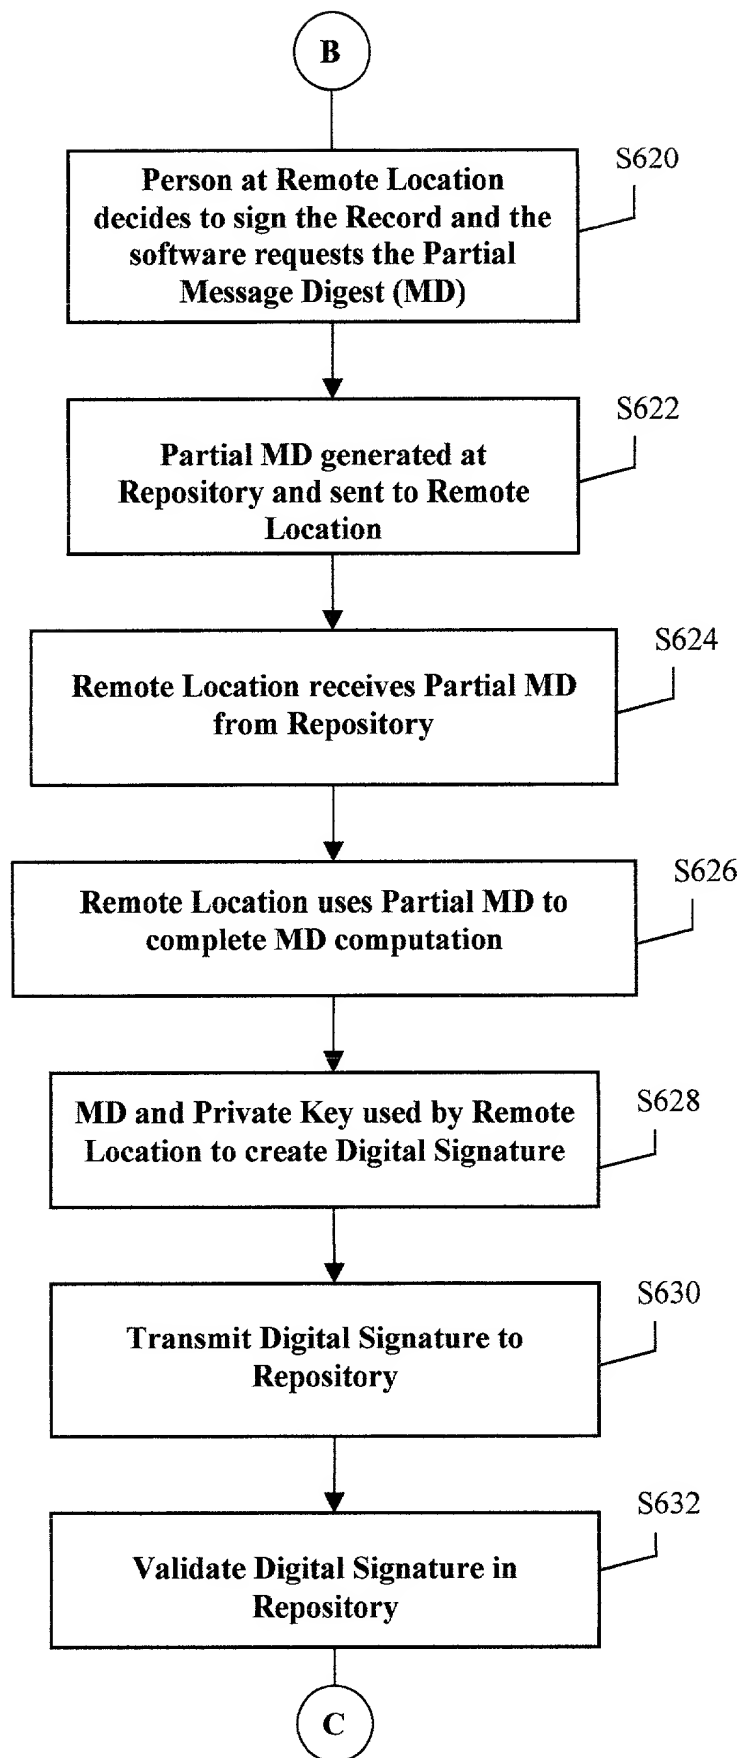 B
S620
Person at Remote Location
decides to sign the Record and the
software requests the Partial
Message Digest (MD)
S622
Partial MD generated at
Repository and sent to Remote
Location
S624
Remote Location receives Partial MD
from Repository
S626
Remote Location uses Partial MD to
complete MD computation
S628
MD and Private Key used by Remote
Location to create Digital Signature
S630
Transmit Digital Signature to
Repository
S632
Validate Digital Signature in
Repository
C